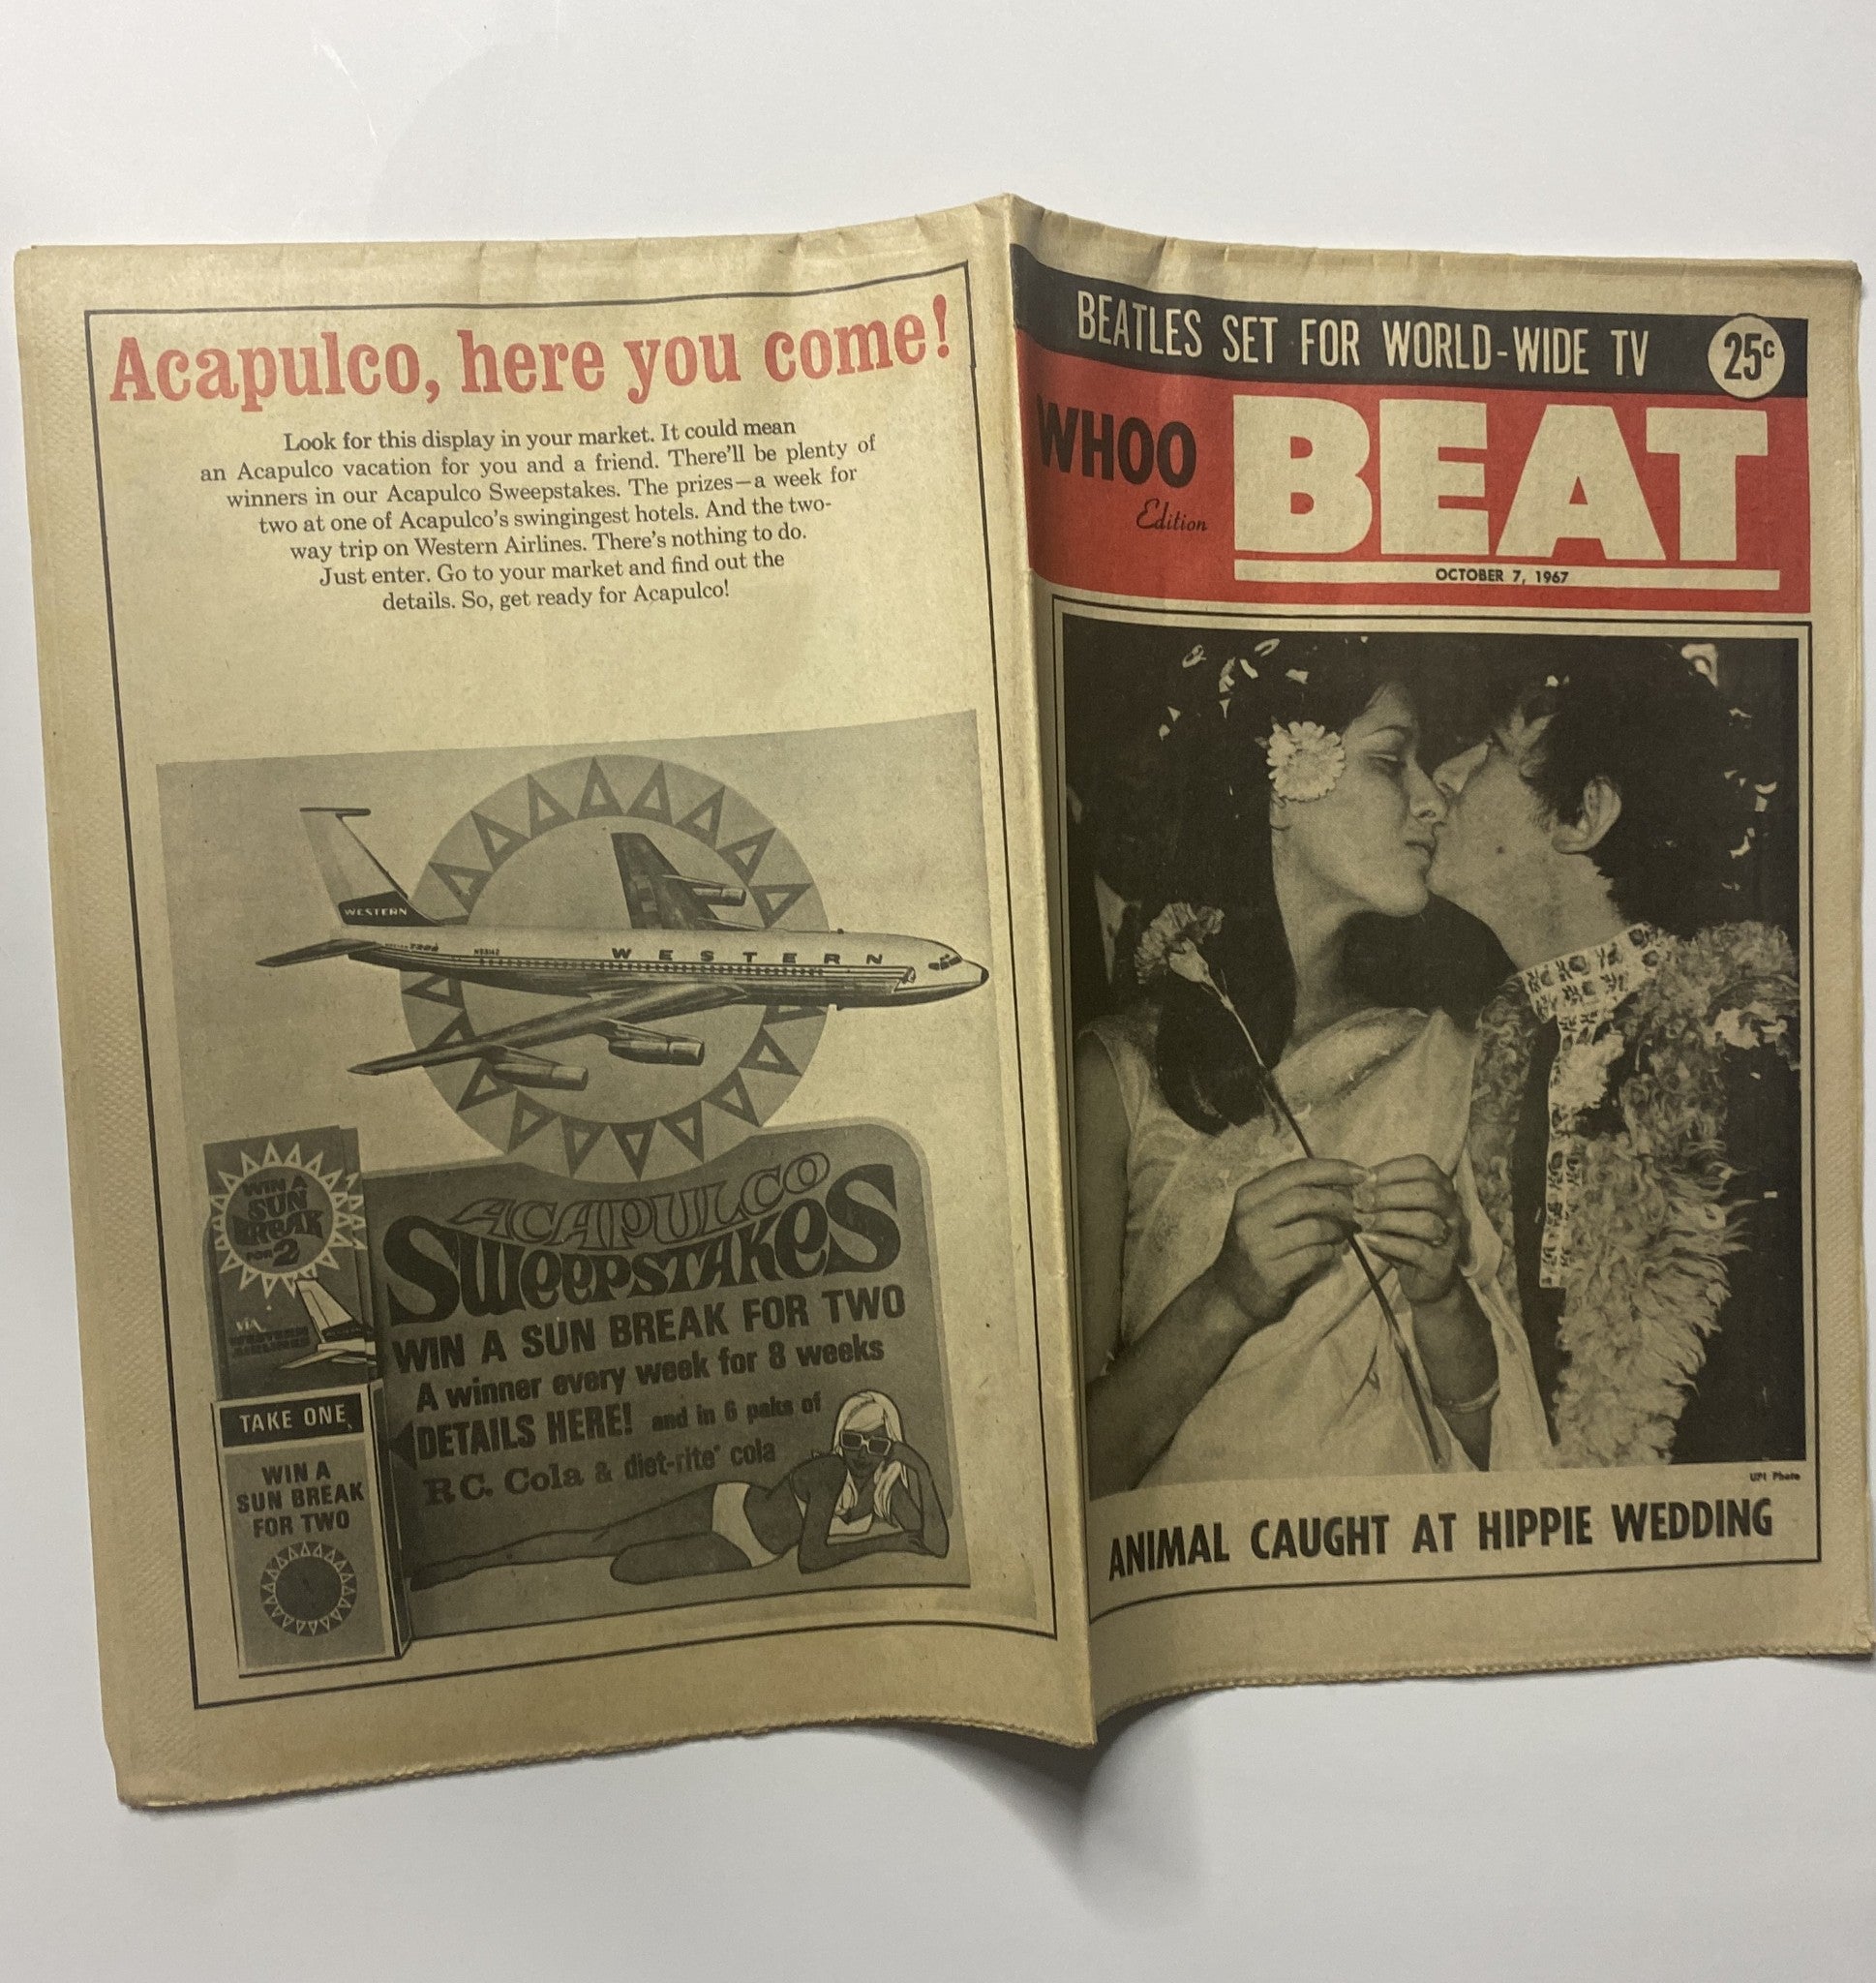 Acapulco, here you come!
Look for this display in your market. It could mean
an Acapulco vacation for you and a friend. There'll be plenty of
winners in our Acapulco Sweepstakes. The prizes—a week for
two at one of Acapulco's swingingest hotels. And the two-
way trip on Western Airlines. There's nothing to do.
Just enter. Go to your market and find out the
details. So, get ready for Acapulco!
WESTERN
WESTERN
WIN A
SUN
BREAK
FOR 2
via
WESTERN
AIRLINES
TAKE ONE
WIN A
SUN BREAK
FOR TWO
ACAPULCO
SWEEPSTAKES
WIN A SUN BREAK FOR TWO
A winner every week for 8 weeks
DETAILS HERE! and in 6 paks of
RC. Cola & diet-rite® cola
BEATLES SET FOR WORLD-WIDE TV
25c
WHOO
Edition
BEAT
OCTOBER 7, 1967
UPI Photo
ANIMAL CAUGHT AT HIPPIE WEDDING